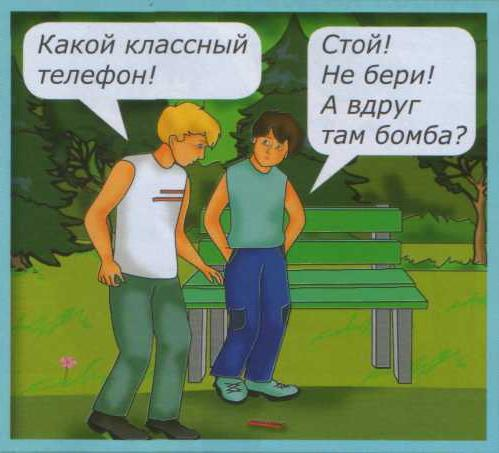 Какой классный
телефон!
Стой!
Не бери!
А вдруг
там бомба?